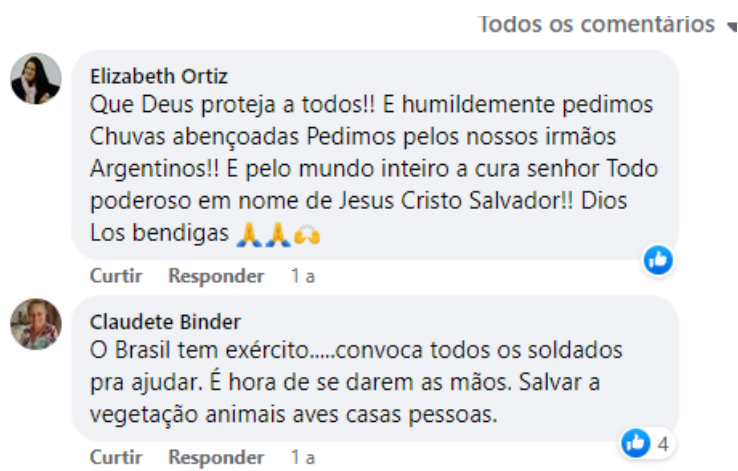 Todos os comentários
Elizabeth Ortiz
Que Deus proteja a todos!! E humildemente pedimos
Chuvas abençoadas Pedimos pelos nossos irmãos
Argentinos!! E pelo mundo inteiro a cura senhor Todo
poderoso em nome de Jesus Cristo Salvador!! Dios
Los bendigas 🙏🙏🙌
Curtir Responder 1 a
Claudete Binder
O Brasil tem exército.....convoca todos os soldados
pra ajudar. É hora de se darem as mãos. Salvar a
vegetação animais aves casas pessoas.
4
Curtir Responder 1 a